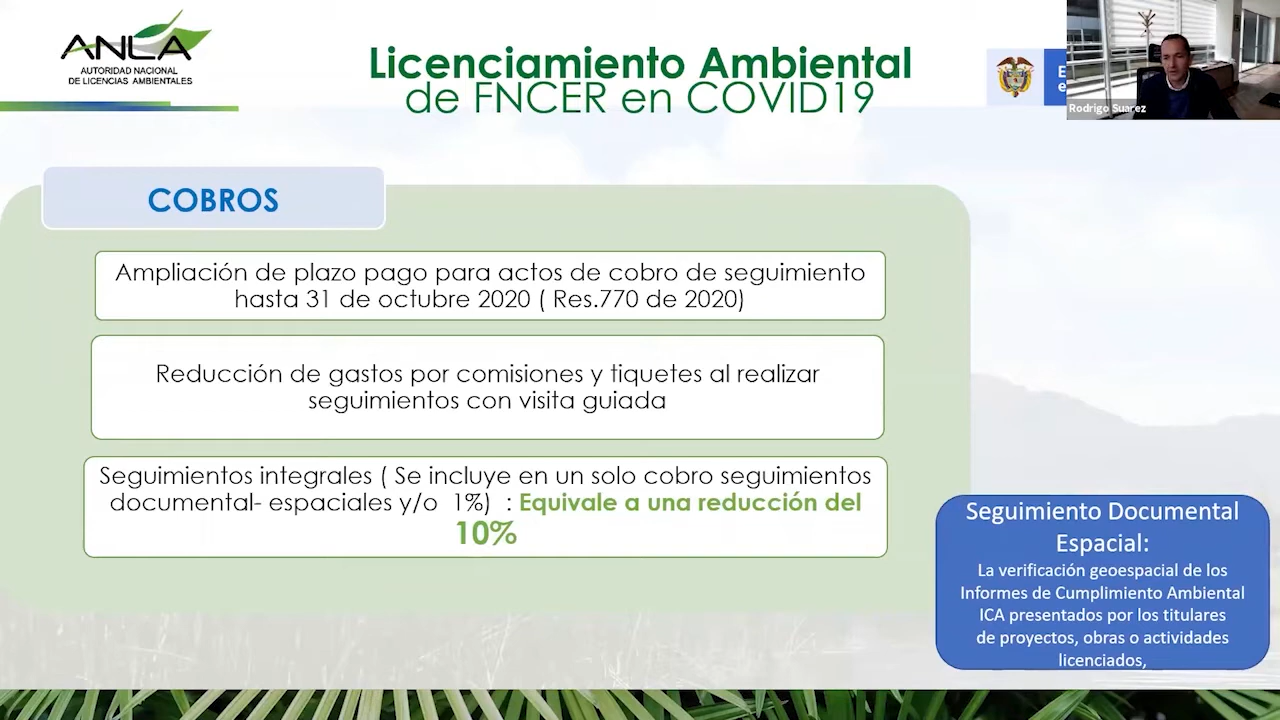 ANLA
AUTORIDAD NACIONAL
DE LICENCIAS AMBIENTALES
Licenciamiento Ambiental
de FNCER en COVID19
Rodrigo Suarez
COBROS
Ampliación de plazo pago para actos de cobro de seguimiento
hasta 31 de octubre 2020 ( Res.770 de 2020)
Reducción de gastos por comisiones y tiquetes al realizar
seguimientos con visita guiada
Seguimientos integrales ( Se incluye en un solo cobro seguimientos
documental- espaciales y/o 1%) : Equivale a una reducción del
10%
Seguimiento Documental
Espacial:
La verificación geoespacial de los
Informes de Cumplimiento Ambiental
ICA presentados por los titulares
de proyectos, obras o actividades
licenciados,